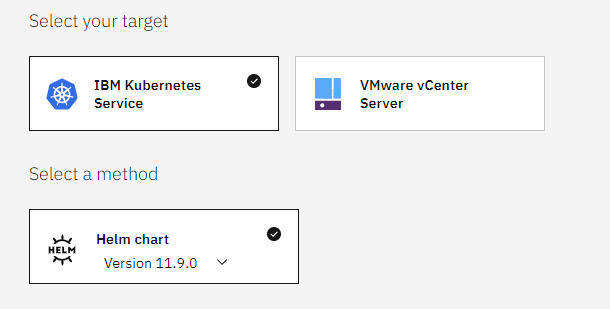 Select your target
IBM Kubernetes
Service
VMware vCenter
Server
Select a method
HELM
Helm chart
Version 11.9.0